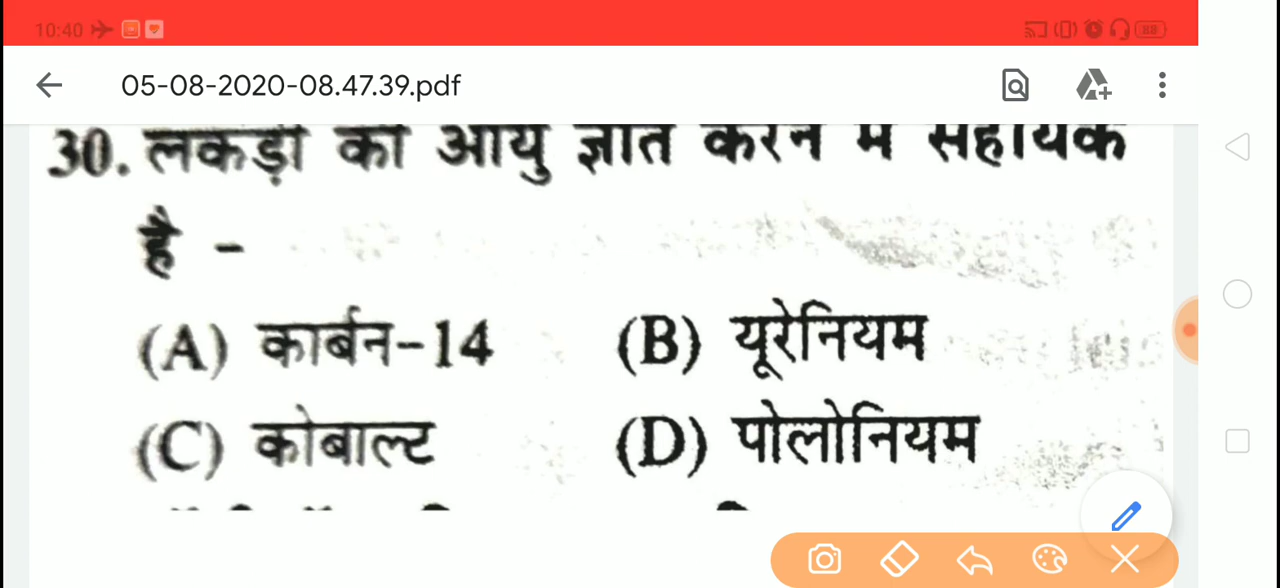 10:40
88
05-08-2020-08.47.39.pdf
30. लकड़ी की आयु ज्ञात करने में सहायक
है -
(A) कार्बन-14 (B) यूरेनियम
(C) कोबाल्ट (D) पोलोनियम